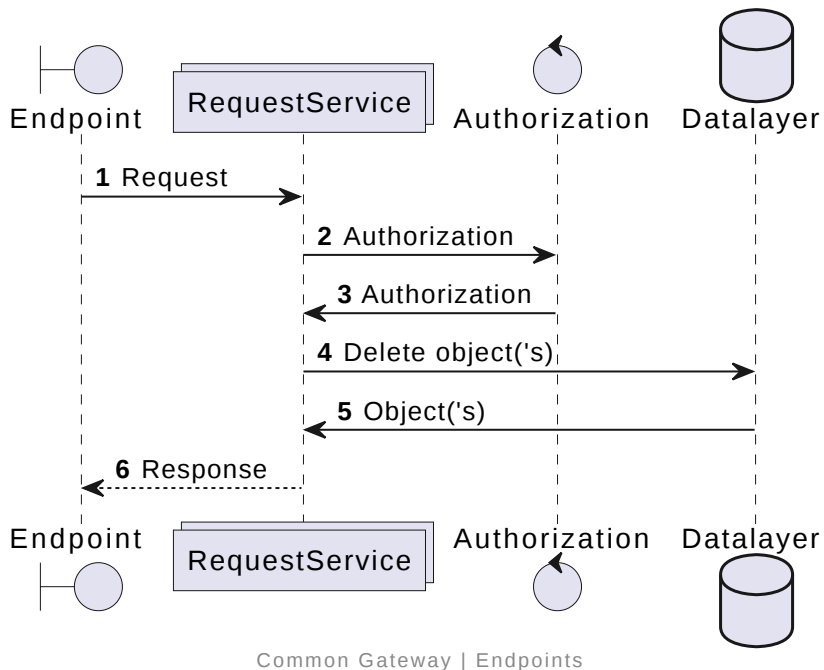 RequestService
Endpoint
Authorization
Datalayer
1 Request
2 Authorization
3 Authorization
4 Delete object('s)
5 Object('s)
6 Response
Endpoint
RequestService
Authorization
Datalayer
Common Gateway | Endpoints